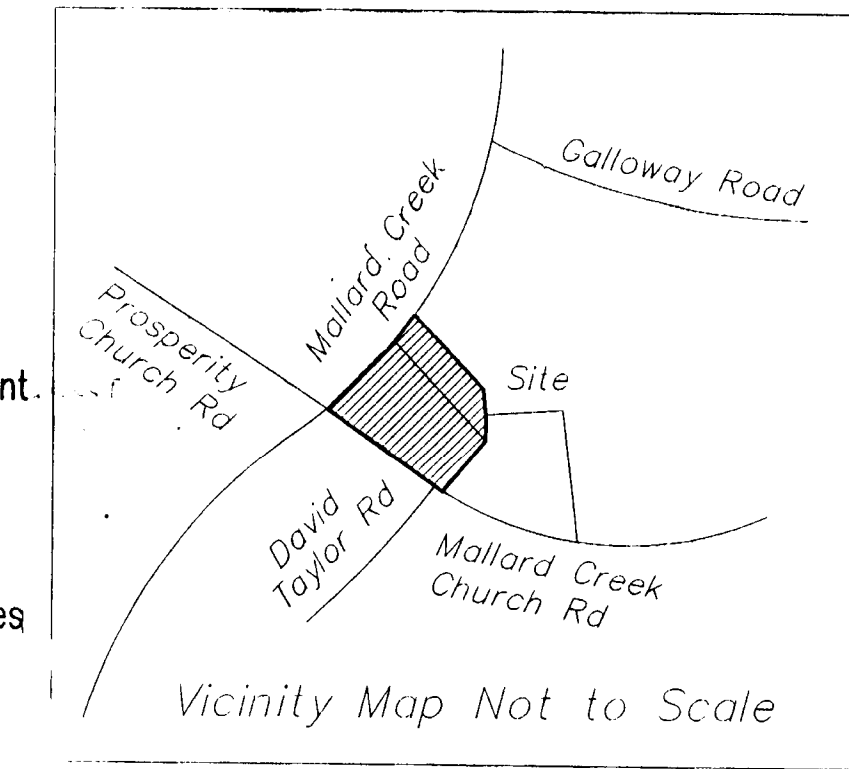 Galloway Road
Mallard Creek
Road
Prosperity
Church Rd
nt.
Site
David
Taylor Rd
Mallard Creek
Church Rd
es
Vicinity Map Not to Scale